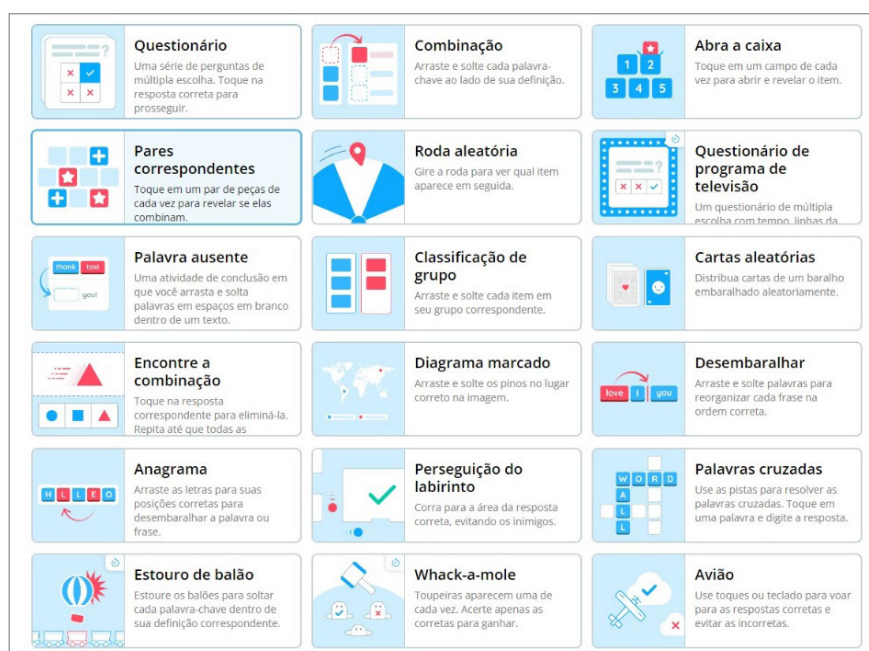 Questionário
Uma série de perguntas de
múltipla escolha. Toque na
resposta correta para
prosseguir.
Combinação
Arraste e solte cada palavra-
chave ao lado de sua definição.
Abra a caixa
Toque em um campo de cada
vez para abrir e revelar o item.
1 2
3 4 5
Pares
correspondentes
Toque em um par de peças de
cada vez para revelar se elas
combinam.
Roda aleatória
Gire a roda para ver qual item
aparece em seguida.
Questionário de
programa de
televisão
Um questionário de múltipla
escolha com tempo, linhas da
Palavra ausente
Uma atividade de conclusão em
que você arrasta e solta
palavras em espaços em branco
dentro de um texto.
thank taxi
you!
Classificação de
grupo
Arraste e solte cada item em
seu grupo correspondente.
Cartas aleatórias
Distribua cartas de um baralho
embaralhado aleatoriamente.
Encontre a
combinação
Toque na resposta
correspondente para eliminá-la.
Repita até que todas as
Diagrama marcado
Arraste e solte os pinos no lugar
correto na imagem.
Desembaralhar
Arraste e solte palavras para
reorganizar cada frase na
ordem correta.
love I you
Anagrama
Arraste as letras para suas
posições corretas para
desembaralhar a palavra ou
frase.
H L L E O
Perseguição do
labirinto
Corra para a área da resposta
correta, evitando os inimigos.
Palavras cruzadas
Use as pistas para resolver as
palavras cruzadas. Toque em
uma palavra e digite a resposta.
W O R D
A
L
L
Estouro de balão
Estoure os balões para soltar
cada palavra-chave dentro de
sua definição correspondente.
Whack-a-mole
Toupeiras aparecem uma de
cada vez. Acerte apenas as
corretas para ganhar.
Avião
Use toques ou teclado para voar
para as respostas corretas e
evitar as incorretas.